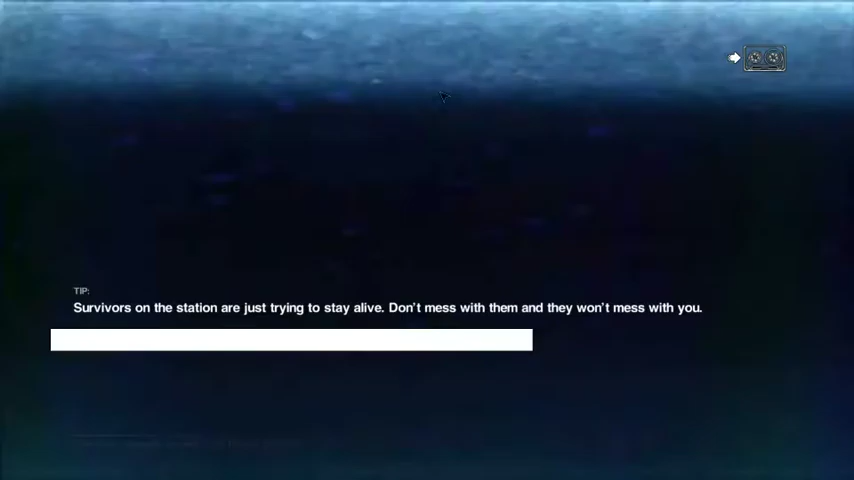 TIP:
Survivors on the station are just trying to stay alive. Don't mess with them and they won't mess with you.